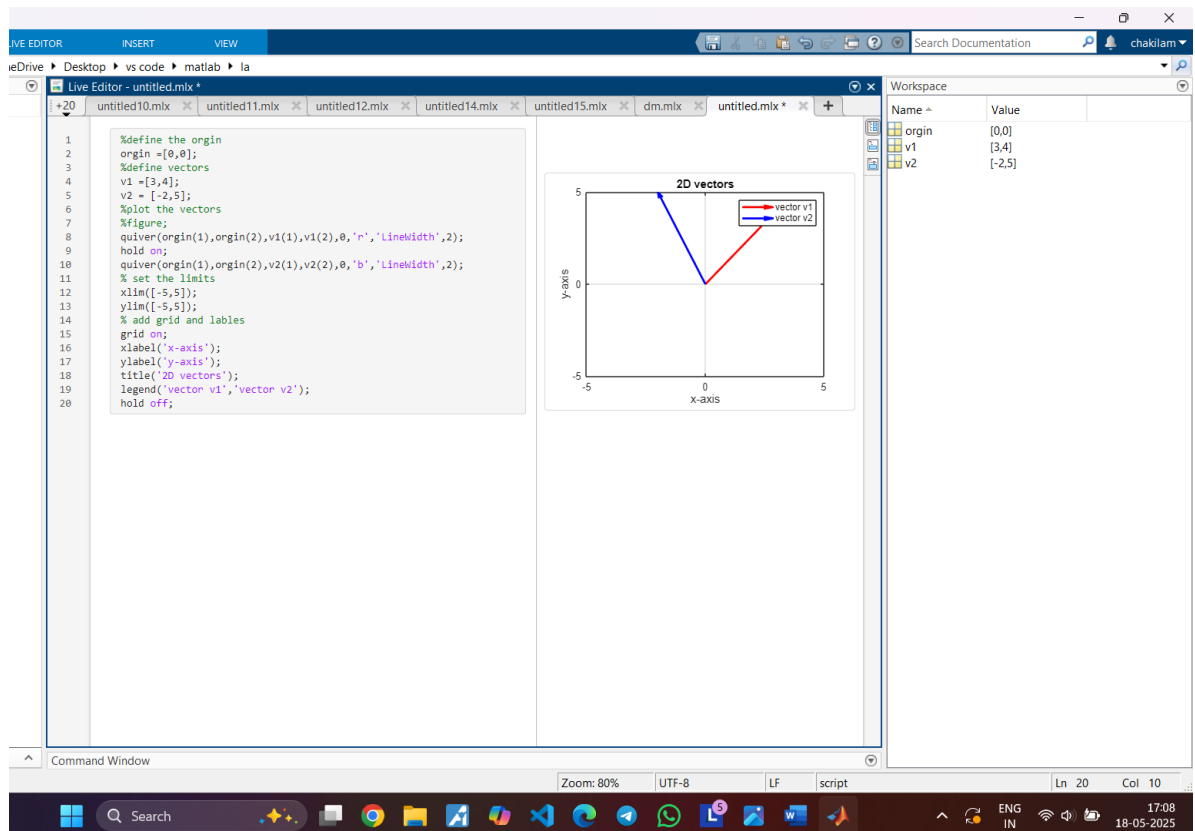 IVE EDITOR INSERT VIEW Search Documentation chakilam
neDrive Desktop vs code matlab la
Live Editor - untitled.mlx *
+20 untitled10.mlx untitled11.mlx untitled12.mlx untitled14.mlx untitled15.mlx dm.mlx untitled.mlx * +
1 %define the orgin
2 orgin =[0,0];
3 %define vectors
4 v1 =[3,4];
5 v2 = [-2,5];
6 %plot the vectors
7 %figure;
8 quiver(orgin(1),orgin(2),v1(1),v1(2),0,'r','LineWidth',2);
9 hold on;
10 quiver(orgin(1),orgin(2),v2(1),v2(2),0,'b','LineWidth',2);
11 % set the limits
12 xlim([-5,5]);
13 ylim([-5,5]);
14 % add grid and lables
15 grid on;
16 xlabel('x-axis');
17 ylabel('y-axis');
18 title('2D vectors');
19 legend('vector v1','vector v2');
20 hold off;
2D vectors
vector v1
vector v2
5
0
-5
y-axis
-5 0 5
x-axis
Workspace
Name Value
orgin [0,0]
v1 [3,4]
v2 [-2,5]
Command Window
Zoom: 80% UTF-8 LF script Ln 20 Col 10
Search
L 5
W
ENG
IN
17:08
18-05-2025